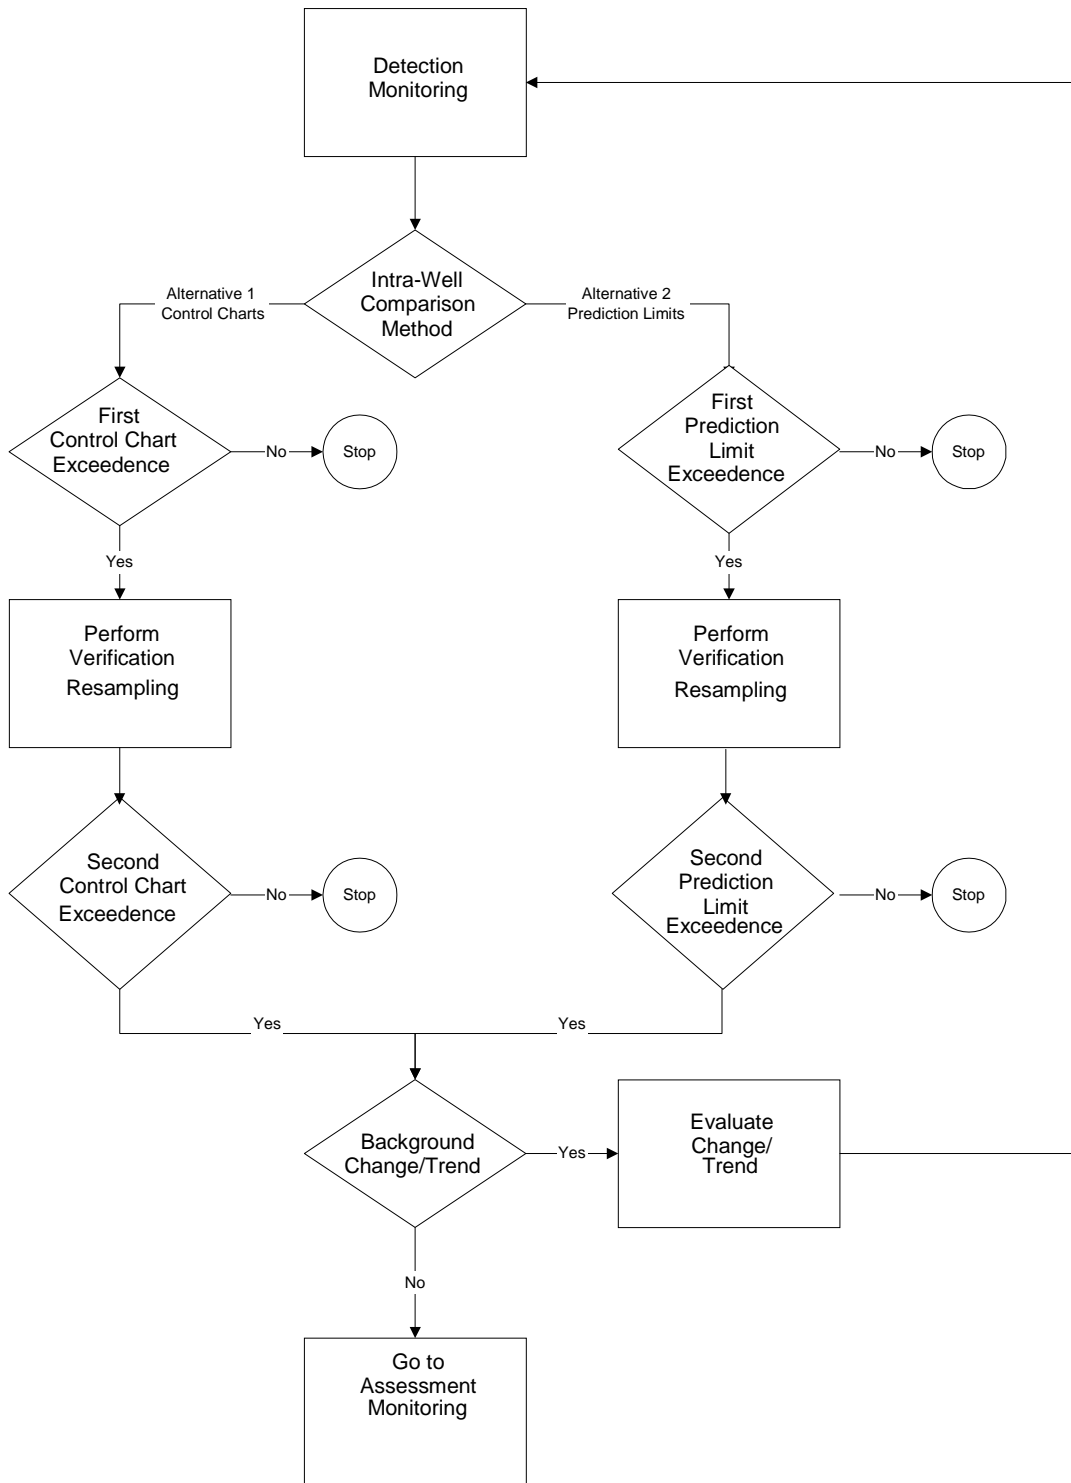 Detection
Monitoring
Intra-Well
Comparison
Method
Alternative 1
Control Charts
Alternative 2
Prediction Limits
First
Control Chart
Exceedence
No
Stop
First
Prediction
Limit
Exceedence
No
Stop
Yes
Yes
Perform
Verification
Resampling
Perform
Verification
Resampling
Second
Control Chart
Exceedence
No
Stop
Second
Prediction
Limit
Exceedence
No
Stop
Yes
Yes
Background
Change/Trend
Yes
Evaluate
Change/
Trend
No
Go to
Assessment
Monitoring